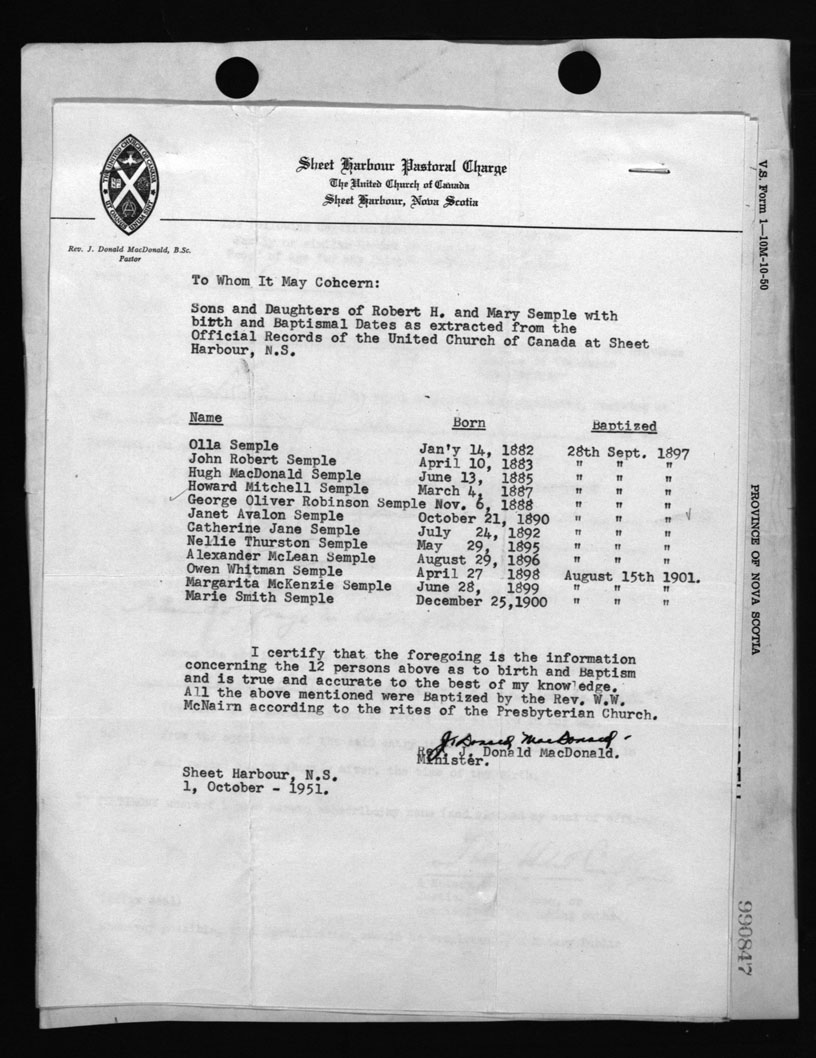 Sheet Harbour Pastoral Charge
The United Church of Canada
Sheet Harbour, Nova Scotia
THE UNITED CHURCH OF CANADA
UT OMNES UNUM SINT
Rev. J. Donald MacDonald, B.Sc.
Pastor
To Whom It May Cohcern:
Sons and Daughters of Robert H. and Mary Semple with
birth and Baptismal Dates as extracted from the
Official Records of the United Church of Canada at Sheet
Harbour, N.S.
Name Born Baptized
Olla Semple Jan'y 14, 1882 28th Sept. 1897
John Robert Semple April 10, 1883 " " "
Hugh MacDonald Semple June 13, 1885 " " "
Howard Mitchell Semple March 4, 1887 " " "
George Oliver Robinson Semple Nov. 6, 1888 " " "
Janet Avalon Semple October 21, 1890 " " "
Catherine Jane Semple July 24, 1892 " " "
Nellie Thurston Semple May 29, 1895 " " "
Alexander McLean Semple August 29, 1896 " " "
Owen Whitman Semple April 27 1898 August 15th 1901.
Margarita McKenzie Semple June 28, 1899 " " "
Marie Smith Semple December 25,1900 " " "
I certify that the foregoing is the information
concerning the 12 persons above as to birth and Baptism
and is true and accurate to the best of my knowledge.
All the above mentioned were Baptized by the Rev. W.W.
McNairn according to the rites of the Presbyterian Church.
J. Donald MacDonald
Rev. J. Donald MacDonald.
Minister.
Sheet Harbour, N.S.
1, October - 1951.
V.S. Form 1—10M-10-50
PROVINCE OF NOVA SCOTIA
990847